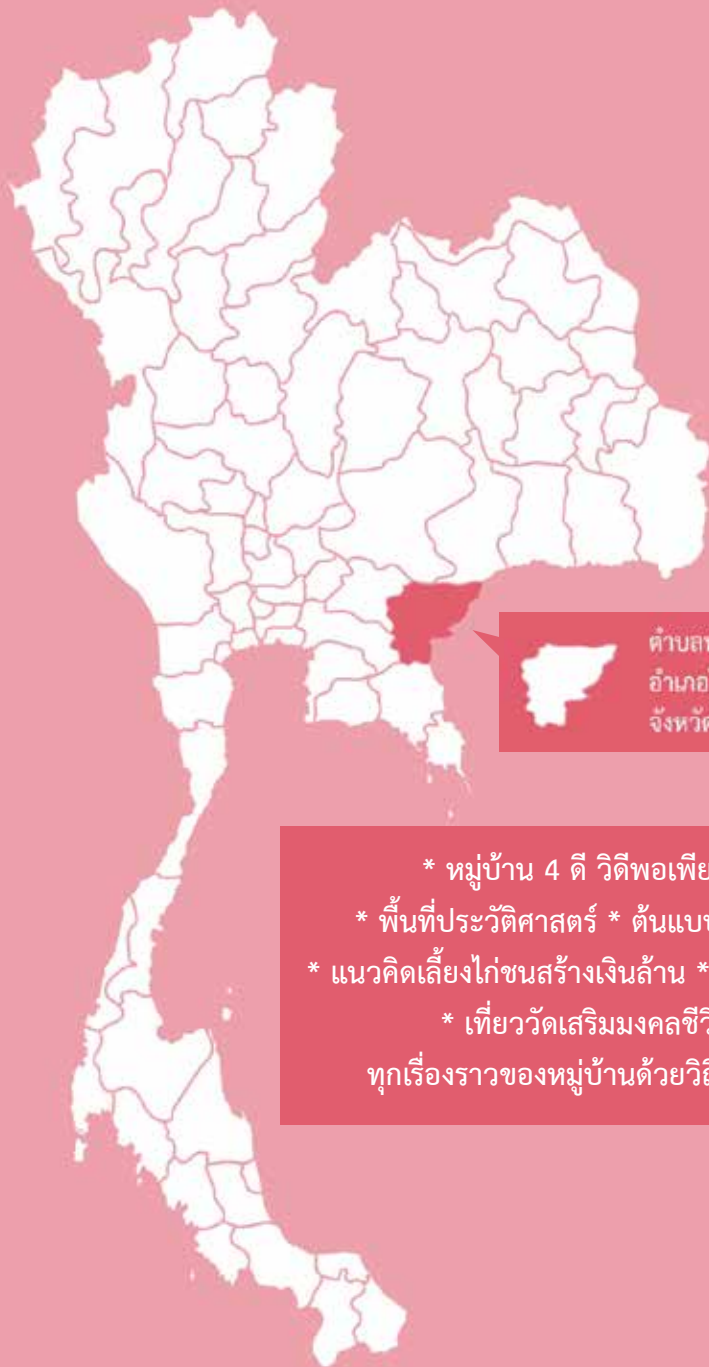 ตำบล
อำเภอ
จังหวัด
* หมู่บ้าน 4 ดี วิถีพอเพีย
* พื้นที่ประวัติศาสตร์ * ต้นแบบ
* แนวคิดเลี้ยงไก่ชนสร้างเงินล้าน *
* เที่ยววัดเสริมมงคลชีวิ
ทุกเรื่องราวของหมู่บ้านด้วยวิถี